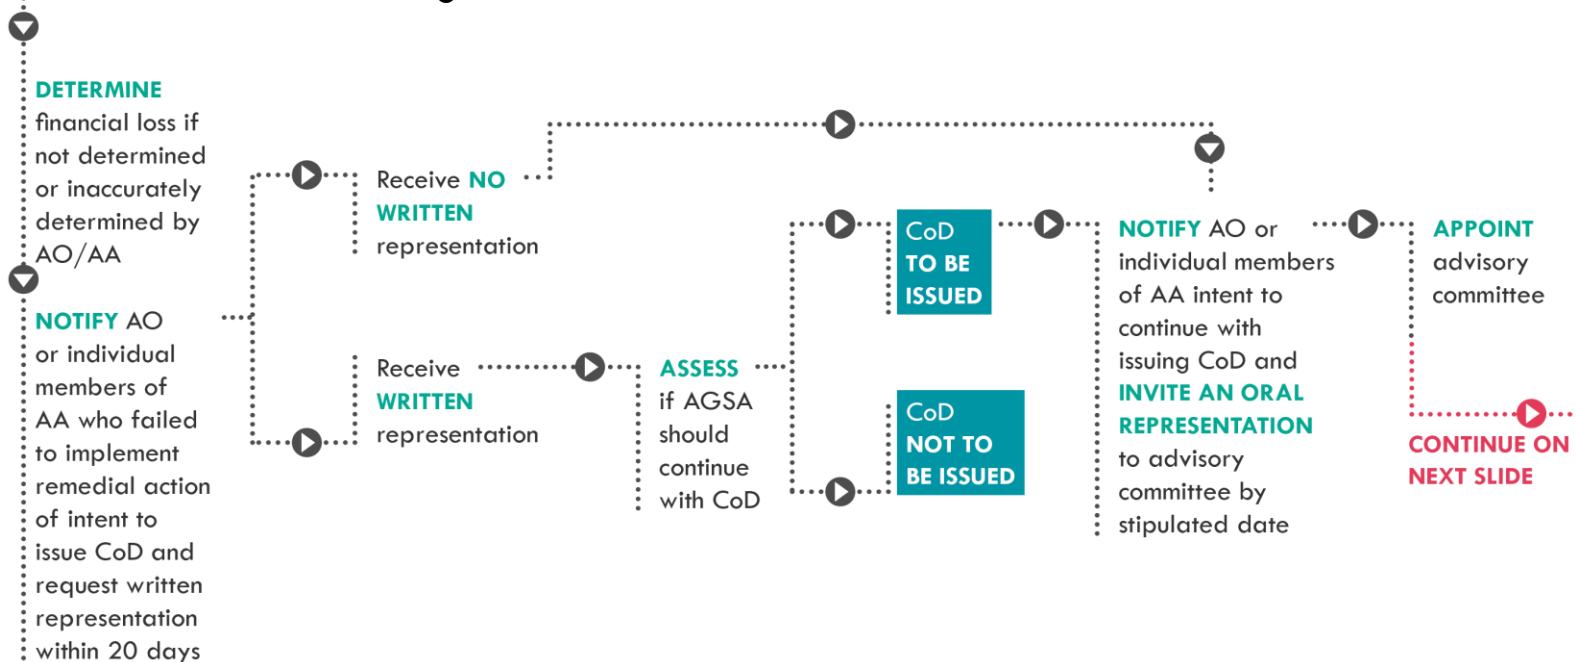 DETERMINE
financial loss if
not determined
or inaccurately
determined by
AO/AA
NOTIFY AO
or individual
members of
AA who failed
to implement
remedial action
of intent to
issue CoD and
request written
representation
within 20 days
Receive NO
WRITTEN
representation
Receive
WRITTEN
representation
ASSESS
if AGSA
should
continue
with CoD
CoD
TO BE
ISSUED
CoD
NOT TO
BE ISSUED
NOTIFY AO or
individual members
of AA intent to
continue with
issuing CoD and
INVITE AN ORAL
REPRESENTATION
to advisory
committee by
stipulated date
APPOINT
advisory
committee
CONTINUE ON
NEXT SLIDE